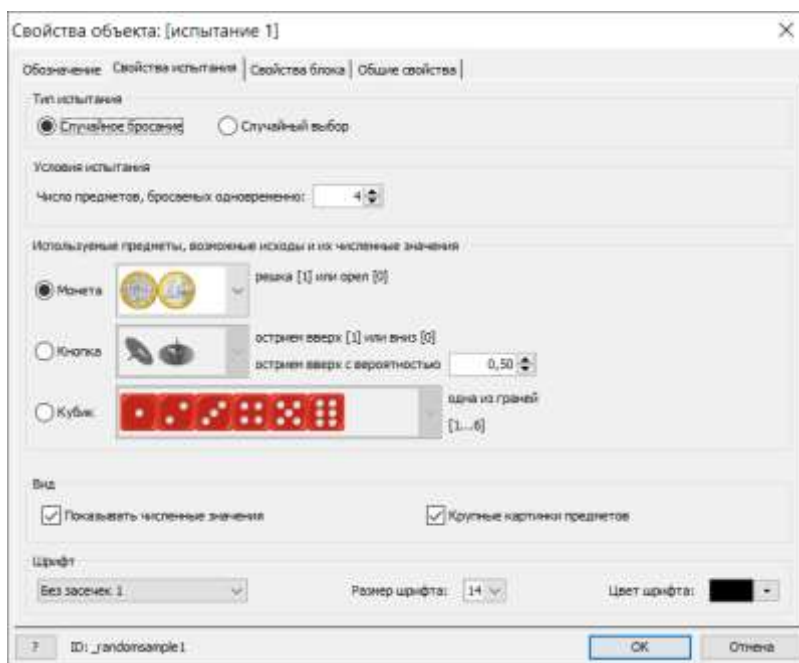 Свойства объекта: [испытание 1]
Обозначение Свойства испытания Свойства блока Общие свойства
Тип испытания
Случайное бросание Случайный выбор
Условия испытания
Число предметов, бросаемых одновременно: 4
Используемые предметы, возможные исходы и их численные значения
Монета решка [1] или орел [0]
Кнопка острием вверх [1] или вниз [0]
острием вверх с вероятностью 0,50
Кубик одна из граней
[1...6]
Вид
Показывать численные значения Крупные картинки предметов
Шрифт
Без засечек 1 Размер шрифта: 14 Цвет шрифта:
? ID: _randomsample1 OK Отмена